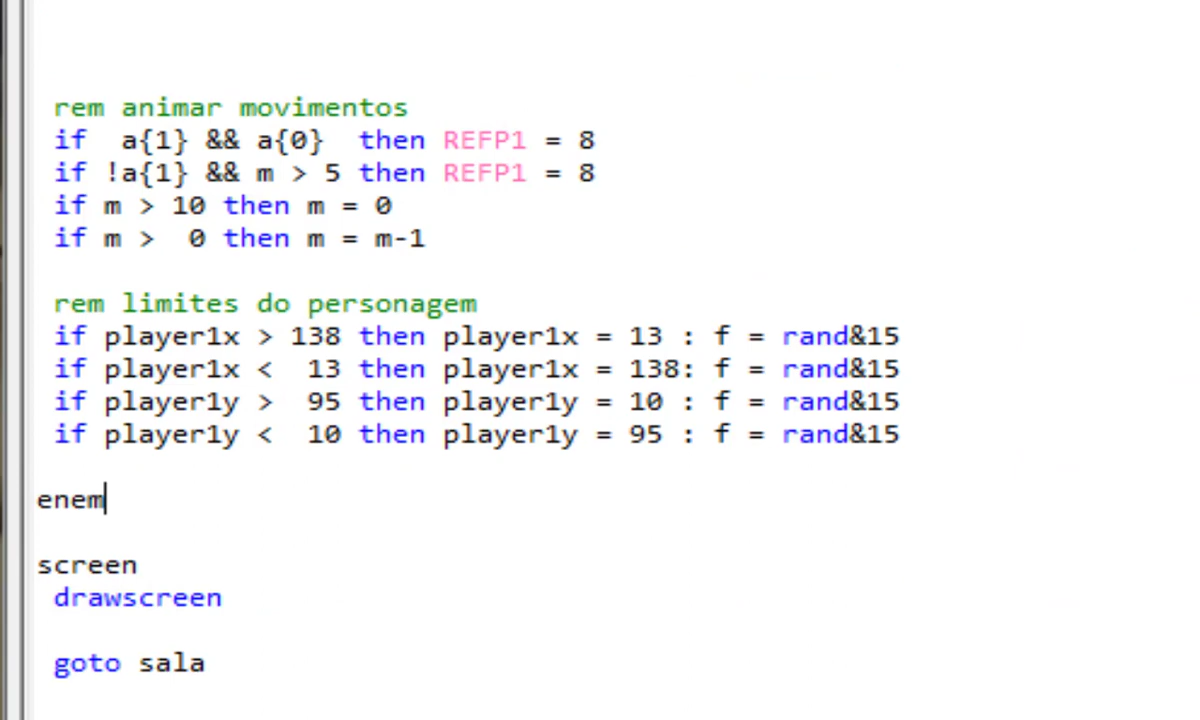 rem animar movimentos
if  a{1} && a{0}  then REFP1 = 8
if !a{1} && m > 5 then REFP1 = 8
if m > 10 then m = 0
if m >  0 then m = m-1
rem limites do personagem
if player1x > 138 then player1x = 13 : f = rand&15
if player1x <  13 then player1x = 138: f = rand&15
if player1y >  95 then player1y = 10 : f = rand&15
if player1y <  10 then player1y = 95 : f = rand&15
enem
screen
drawscreen
goto sala